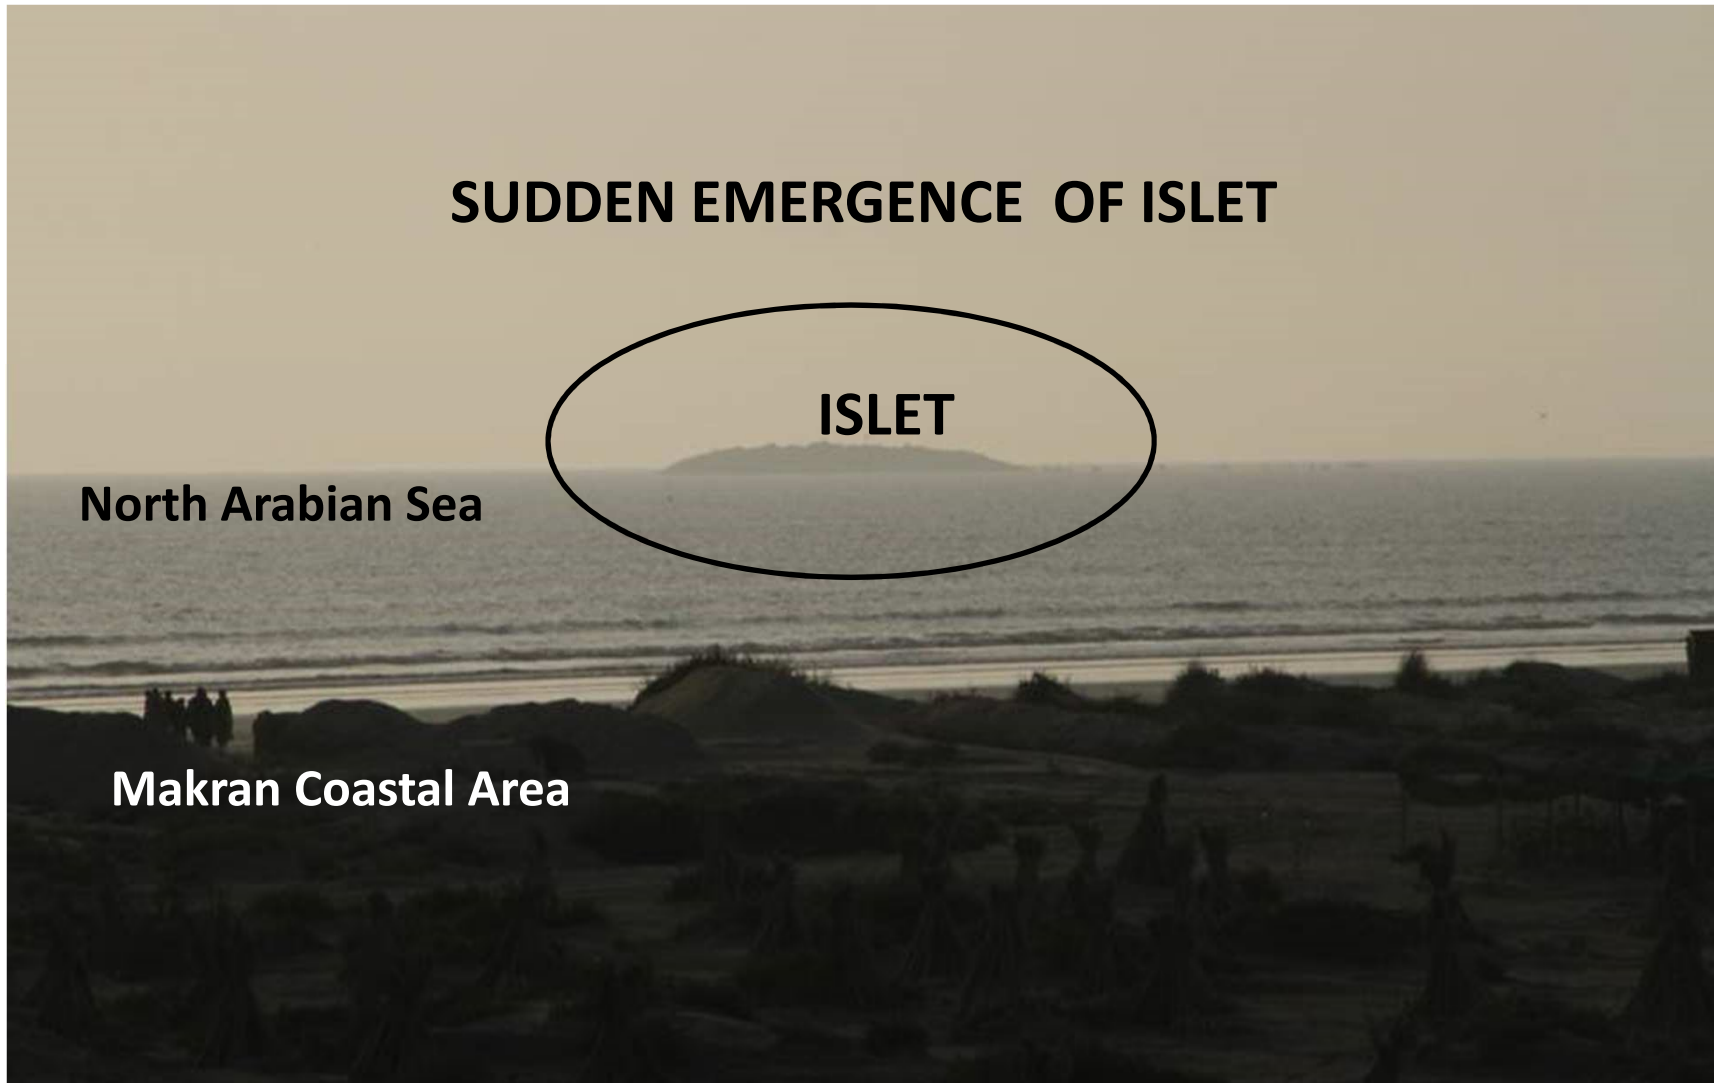 SUDDEN EMERGENCE OF ISLET
ISLET
North Arabian Sea
Makran Coastal Area